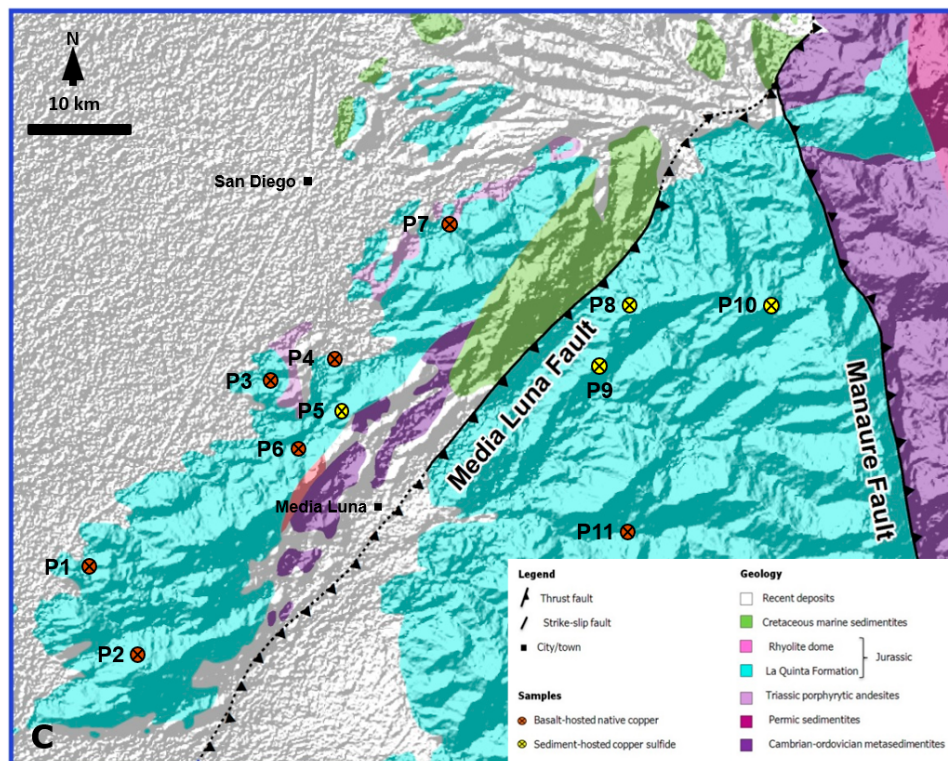 N
10 km
San Diego
P7
P8
P10
P4
P3
P9
P5
P6
Media Luna Fault
Manaure Fault
Media Luna
P11
P1
P2
C
Legend
Thrust fault
Strike-slip fault
City/town
Samples
Basalt-hosted native copper
Sediment-hosted copper sulfide
Geology
Recent deposits
Cretaceous marine sedimentites
Rhyolite dome
La Quinta Formation
Jurassic
Triassic porphyrytic andesites
Permic sedimentites
Cambrian-ordovician metasedimentites